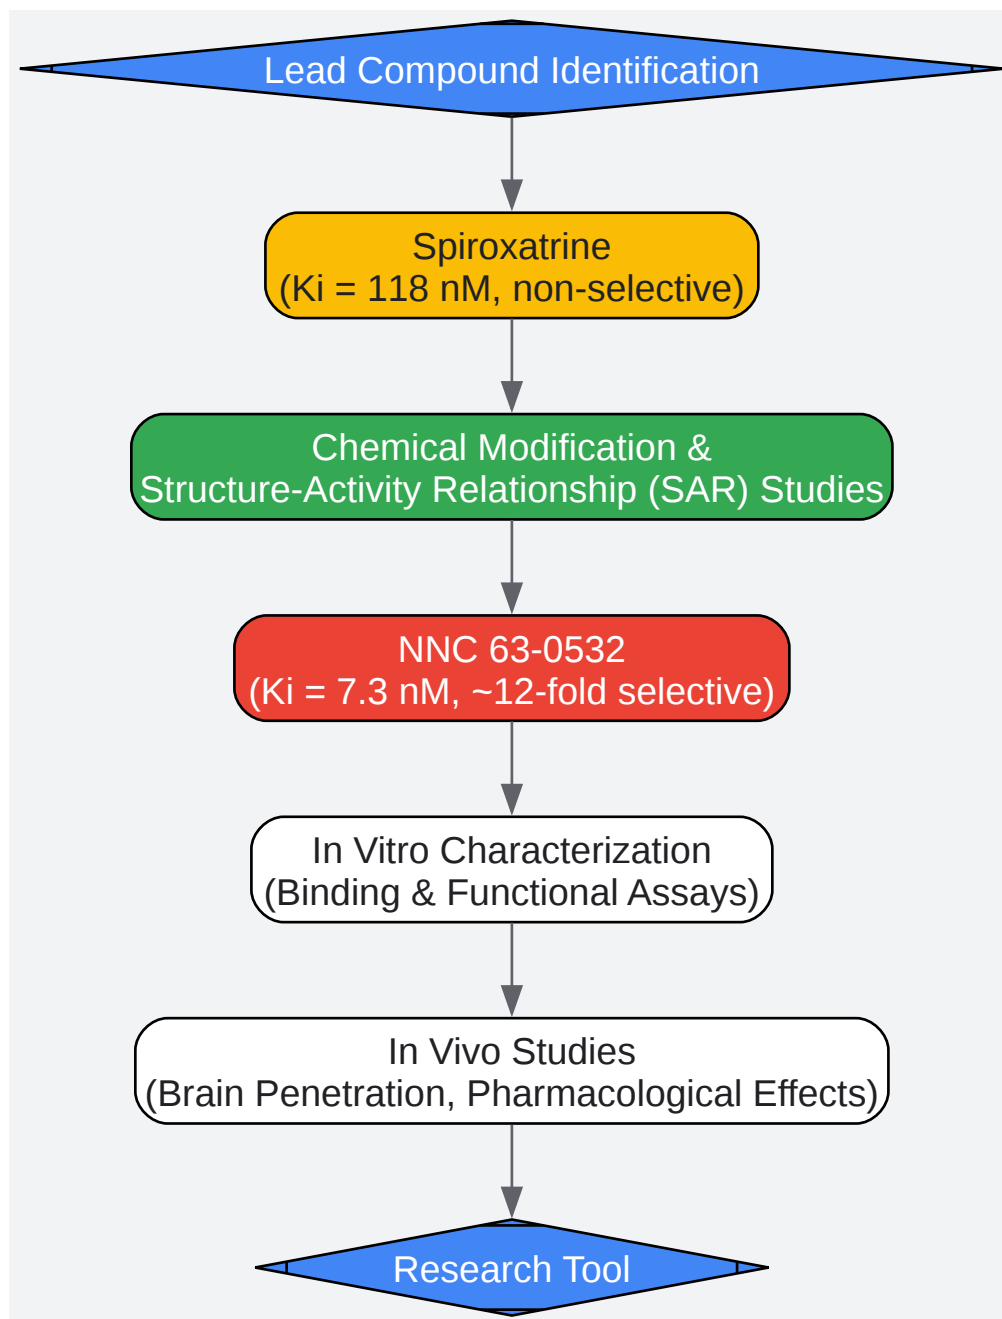 Lead Compound Identification
Spiroxatrine
(Ki = 118 nM, non-selective)
Chemical Modification &
Structure-Activity Relationship (SAR) Studies
NNC 63-0532
(Ki = 7.3 nM, ~12-fold selective)
In Vitro Characterization
(Binding & Functional Assays)
In Vivo Studies
(Brain Penetration, Pharmacological Effects)
Research Tool